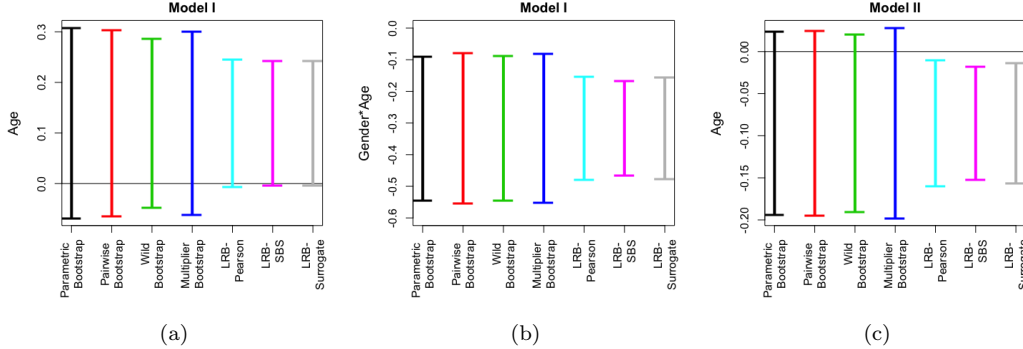 Model I
Age
0.3
0.2
0.1
0.0
Parametric
Bootstrap
Pairwise
Bootstrap
Wild
Bootstrap
Multiplier
Bootstrap
LRB-
Pearson
LRB-
SBS
LRB-
Surrogate
(a)
Model I
Gender*Age
0.0
-0.1
-0.2
-0.3
-0.4
-0.5
-0.6
Parametric
Bootstrap
Pairwise
Bootstrap
Wild
Bootstrap
Multiplier
Bootstrap
LRB-
Pearson
LRB-
SBS
LRB-
Surrogate
(b)
Model II
Age
0.00
-0.05
-0.10
-0.15
-0.20
Parametric
Bootstrap
Pairwise
Bootstrap
Wild
Bootstrap
Multiplier
Bootstrap
LRB-
Pearson
LRB-
SBS
LRB-
Surrogate
(c)